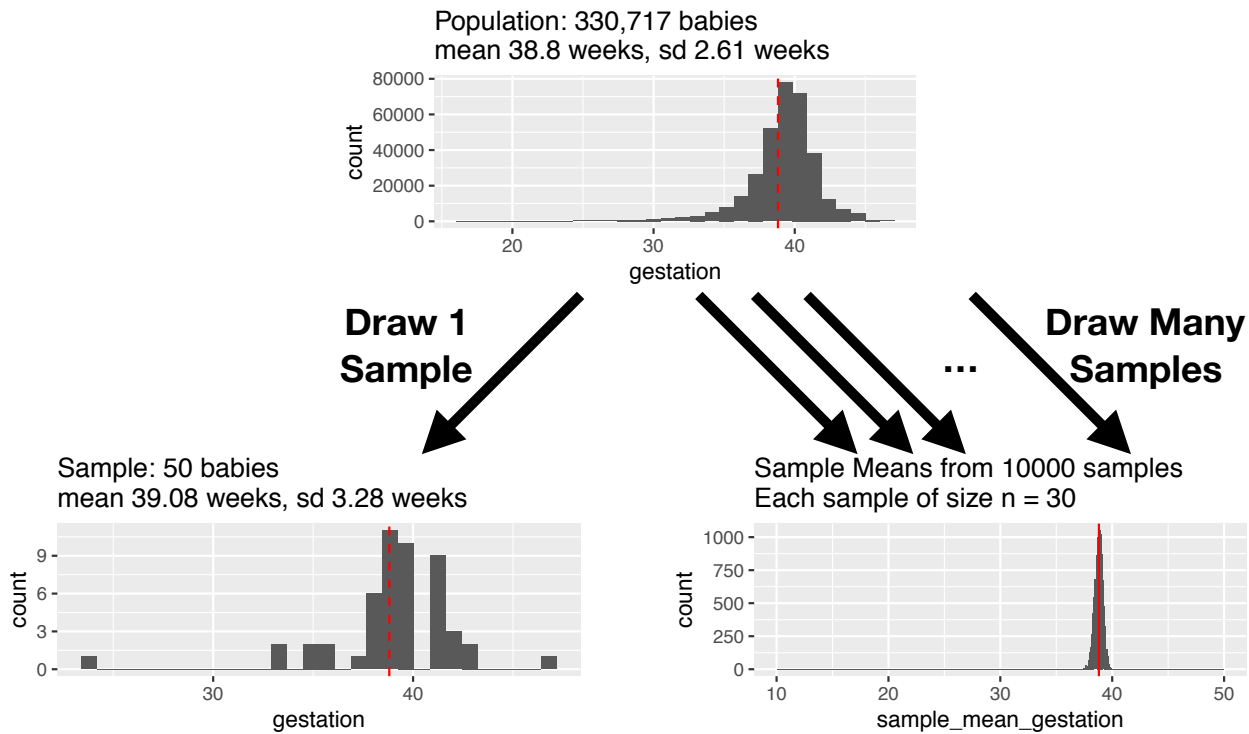 Population: 330,717 babies
mean 38.8 weeks, sd 2.61 weeks
80000
60000
40000
20000
0
count
20
30
40
gestation
Draw 1
Sample
...
Draw Many
Samples
Sample: 50 babies
mean 39.08 weeks, sd 3.28 weeks
9
6
3
0
count
30
40
gestation
Sample Means from 10000 samples
Each sample of size n = 30
1000
750
500
250
0
count
10
20
30
40
50
sample_mean_gestation